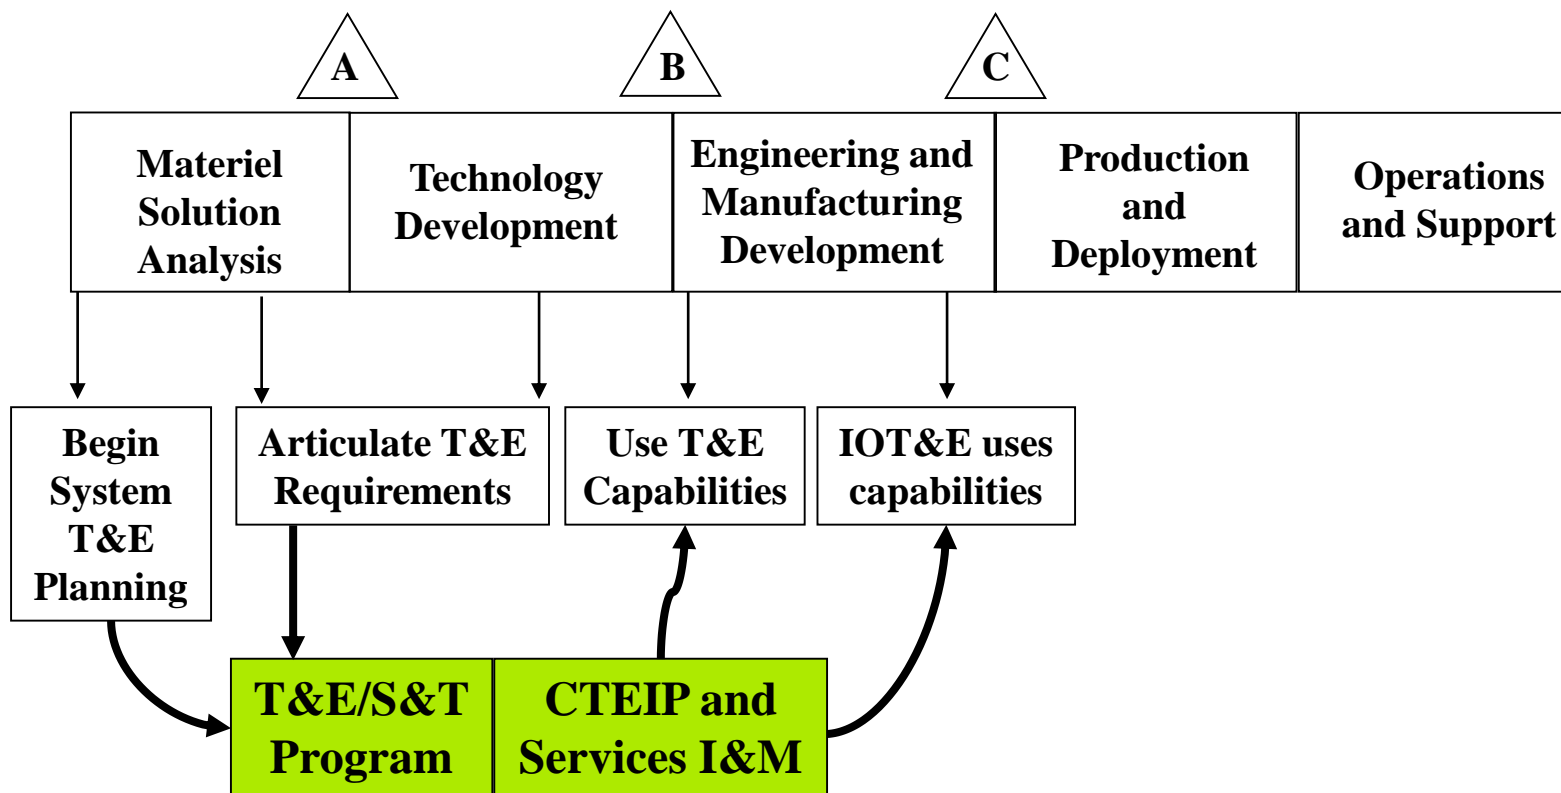 A
B
C
Materiel
Solution
Analysis
Technology
Development
Engineering and
Manufacturing
Development
Production
and
Deployment
Operations
and Support
Begin
System
T&E
Planning
Articulate T&E
Requirements
Use T&E
Capabilities
IOT&E uses
capabilities
T&E/S&T
Program
CTEIP and
Services I&M